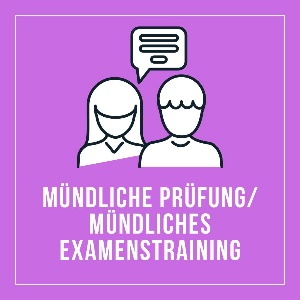 MÜNDLICHE PRÜFUNG/
MÜNDLICHES
EXAMENSTRAINING